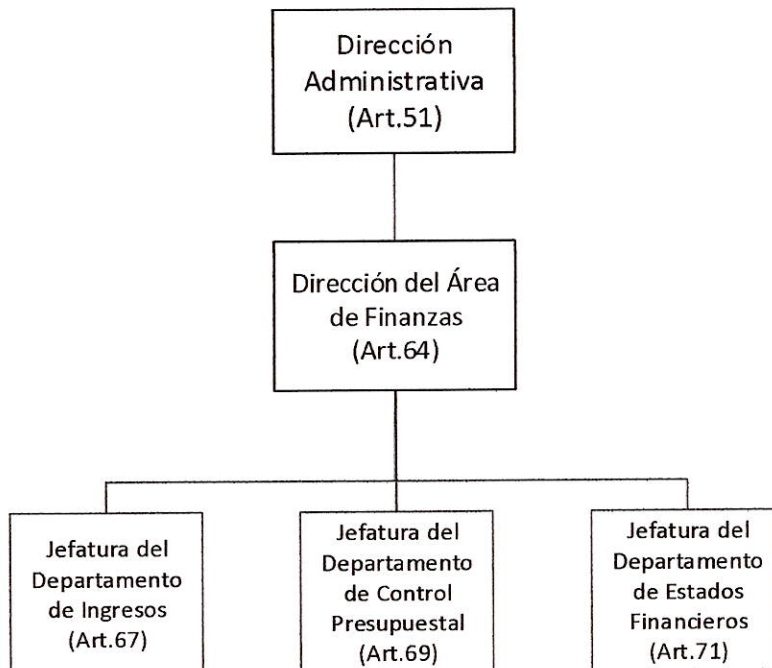 Dirección
Administrativa
(Art.51)
Dirección del Área
de Finanzas
(Art.64)
Jefatura del
Departamento
de Ingresos
(Art.67)
Jefatura del
Departamento
de Control
Presupuestal
(Art.69)
Jefatura del
Departamento
de Estados
Financieros
(Art.71)